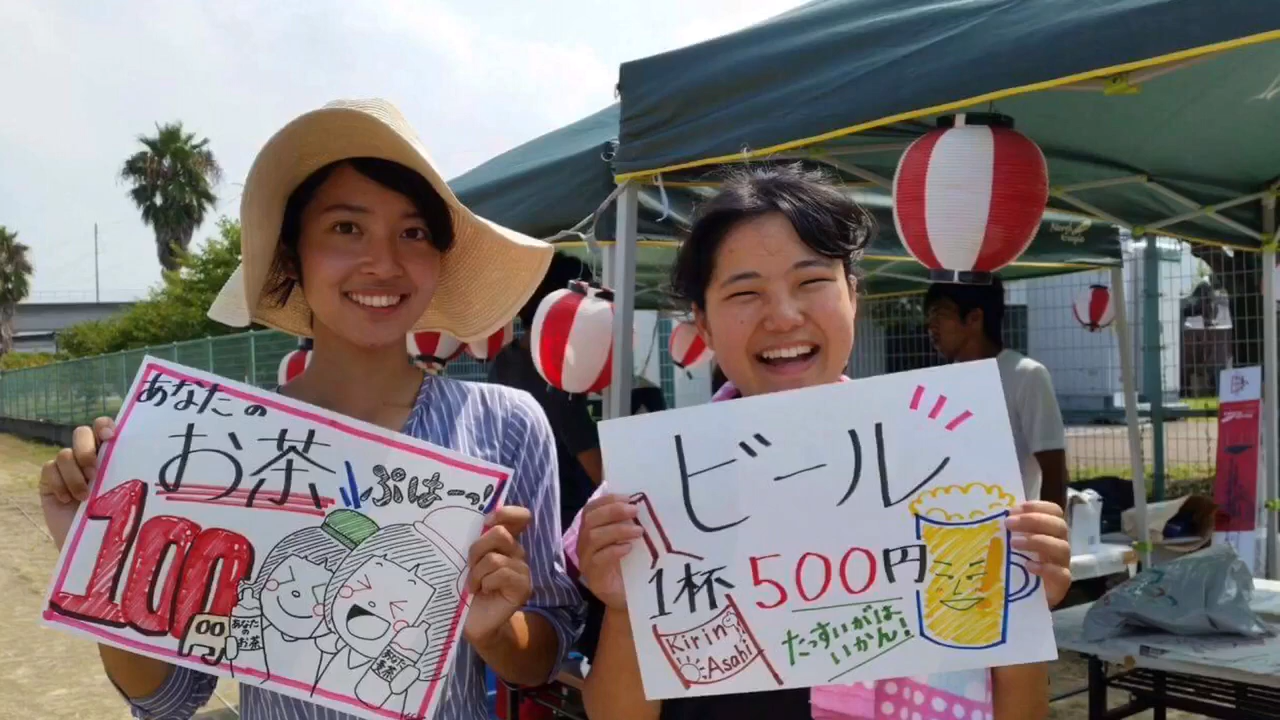 あなたの
お茶
ぷはーっ!
100
円
あなた
のお茶
あなた
のお茶
ビール
1杯 500円
Kirin
Asahi
たっすいがは
いかん!